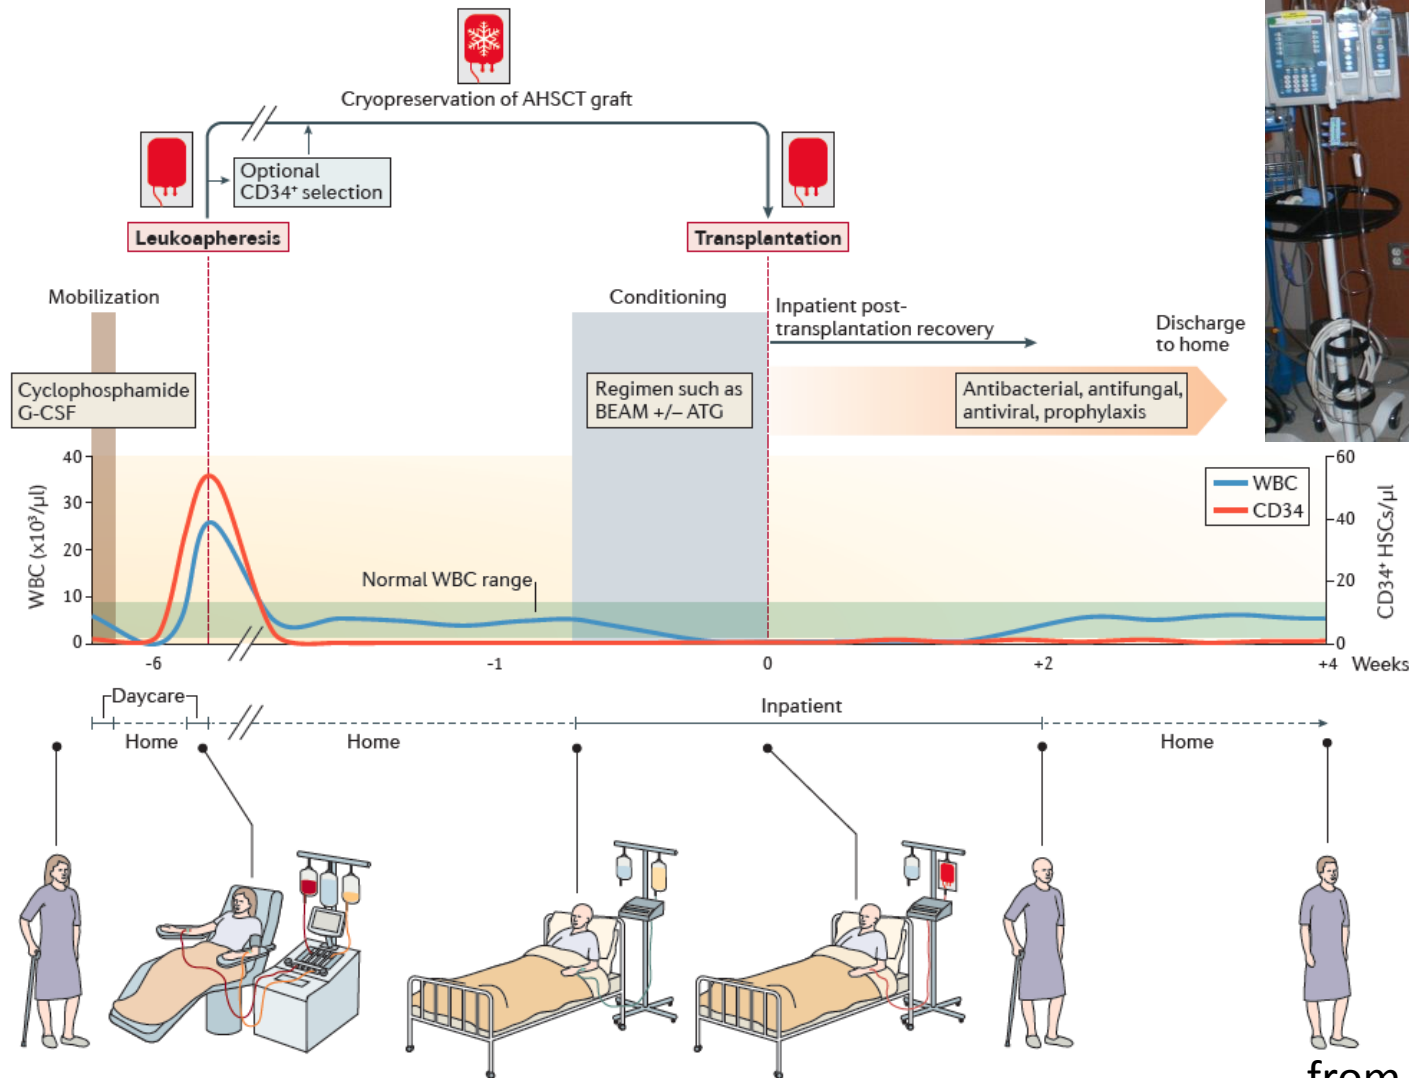 Cryopreservation of AHSCT graft
Optional
CD34⁺ selection
Leukoapheresis
Transplantation
Mobilization
Conditioning
Inpatient post-
transplantation recovery
Discharge
to home
Cyclophosphamide
G-CSF
Regimen such as
BEAM +/– ATG
Antibacterial, antifungal,
antiviral, prophylaxis
WBC (x10³/µl)
40
30
20
10
0
Normal WBC range
WBC
CD34
60
40
20
0
CD34⁺ HSCs/µl
-6
-1
0
+2
+4
Weeks
Daycare
Home
Home
Inpatient
Home
from